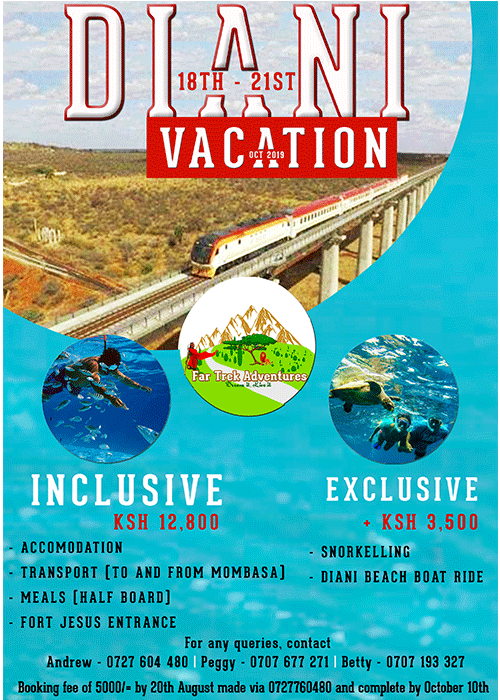 DIANI
18TH - 21ST
VACATION
OCT 2019
Far Trek Adventures
INCLUSIVE
KSH 12,800
- ACCOMODATION
- TRANSPORT (TO AND FROM MOMBASA)
- MEALS (HALF BOARD)
- FORT JESUS ENTRANCE
EXCLUSIVE
+ KSH 3,500
- SNORKELLING
- DIANI BEACH BOAT RIDE
For any queries, contact
Andrew - 0727 604 480 | Peggy - 0707 677 271 | Betty - 0707 193 327
Booking fee of 5000/= by 20th August made via 0727760480 and complete by October 10th